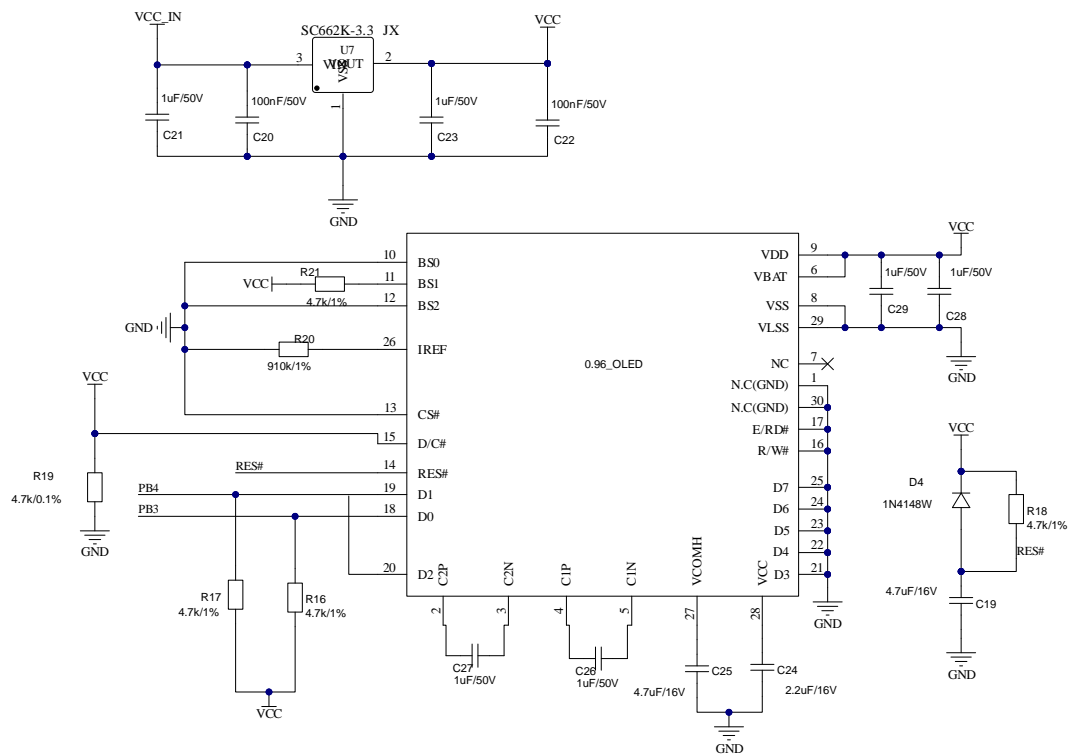 VCC_IN
VCC
SC662K-3.3 JX
U7
3
VIN
VOUT
2
VSS
1
1uF/50V
100nF/50V
1uF/50V
100nF/50V
C21
C20
C23
C22
GND
10
BS0
VCC
R21
4.7k/1%
11
BS1
12
BS2
GND
R20
910k/1%
26
IREF
13
CS#
VCC
15
D/C#
R19
4.7k/0.1%
GND
RES#
14
RES#
PB4
19
D1
PB3
18
D0
20
D2
R17
4.7k/1%
R16
4.7k/1%
VCC
0.96_OLED
VDD
9
VBAT
6
VSS
8
VLSS
29
NC
7
N.C(GND)
1
N.C(GND)
30
E/RD#
17
R/W#
16
D7
25
D6
24
D5
23
D4
22
D3
21
GND
VCC
1uF/50V
1uF/50V
C29
C28
GND
VCC
D4
1N4148W
R18
4.7k/1%
RES#
4.7uF/16V
C19
GND
C2P
C2N
C1P
C1N
VCOMH
VCC
2
3
4
5
27
28
C27
1uF/50V
C26
1uF/50V
C25
4.7uF/16V
C24
2.2uF/16V
GND